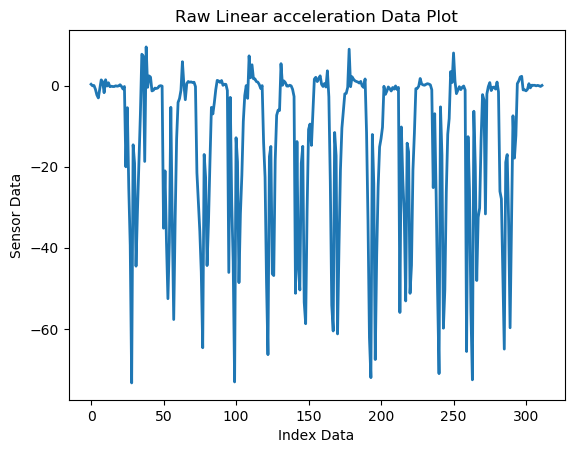 Raw Linear acceleration Data Plot
Sensor Data
0
−20
−40
−60
0 50 100 150 200 250 300
Index Data